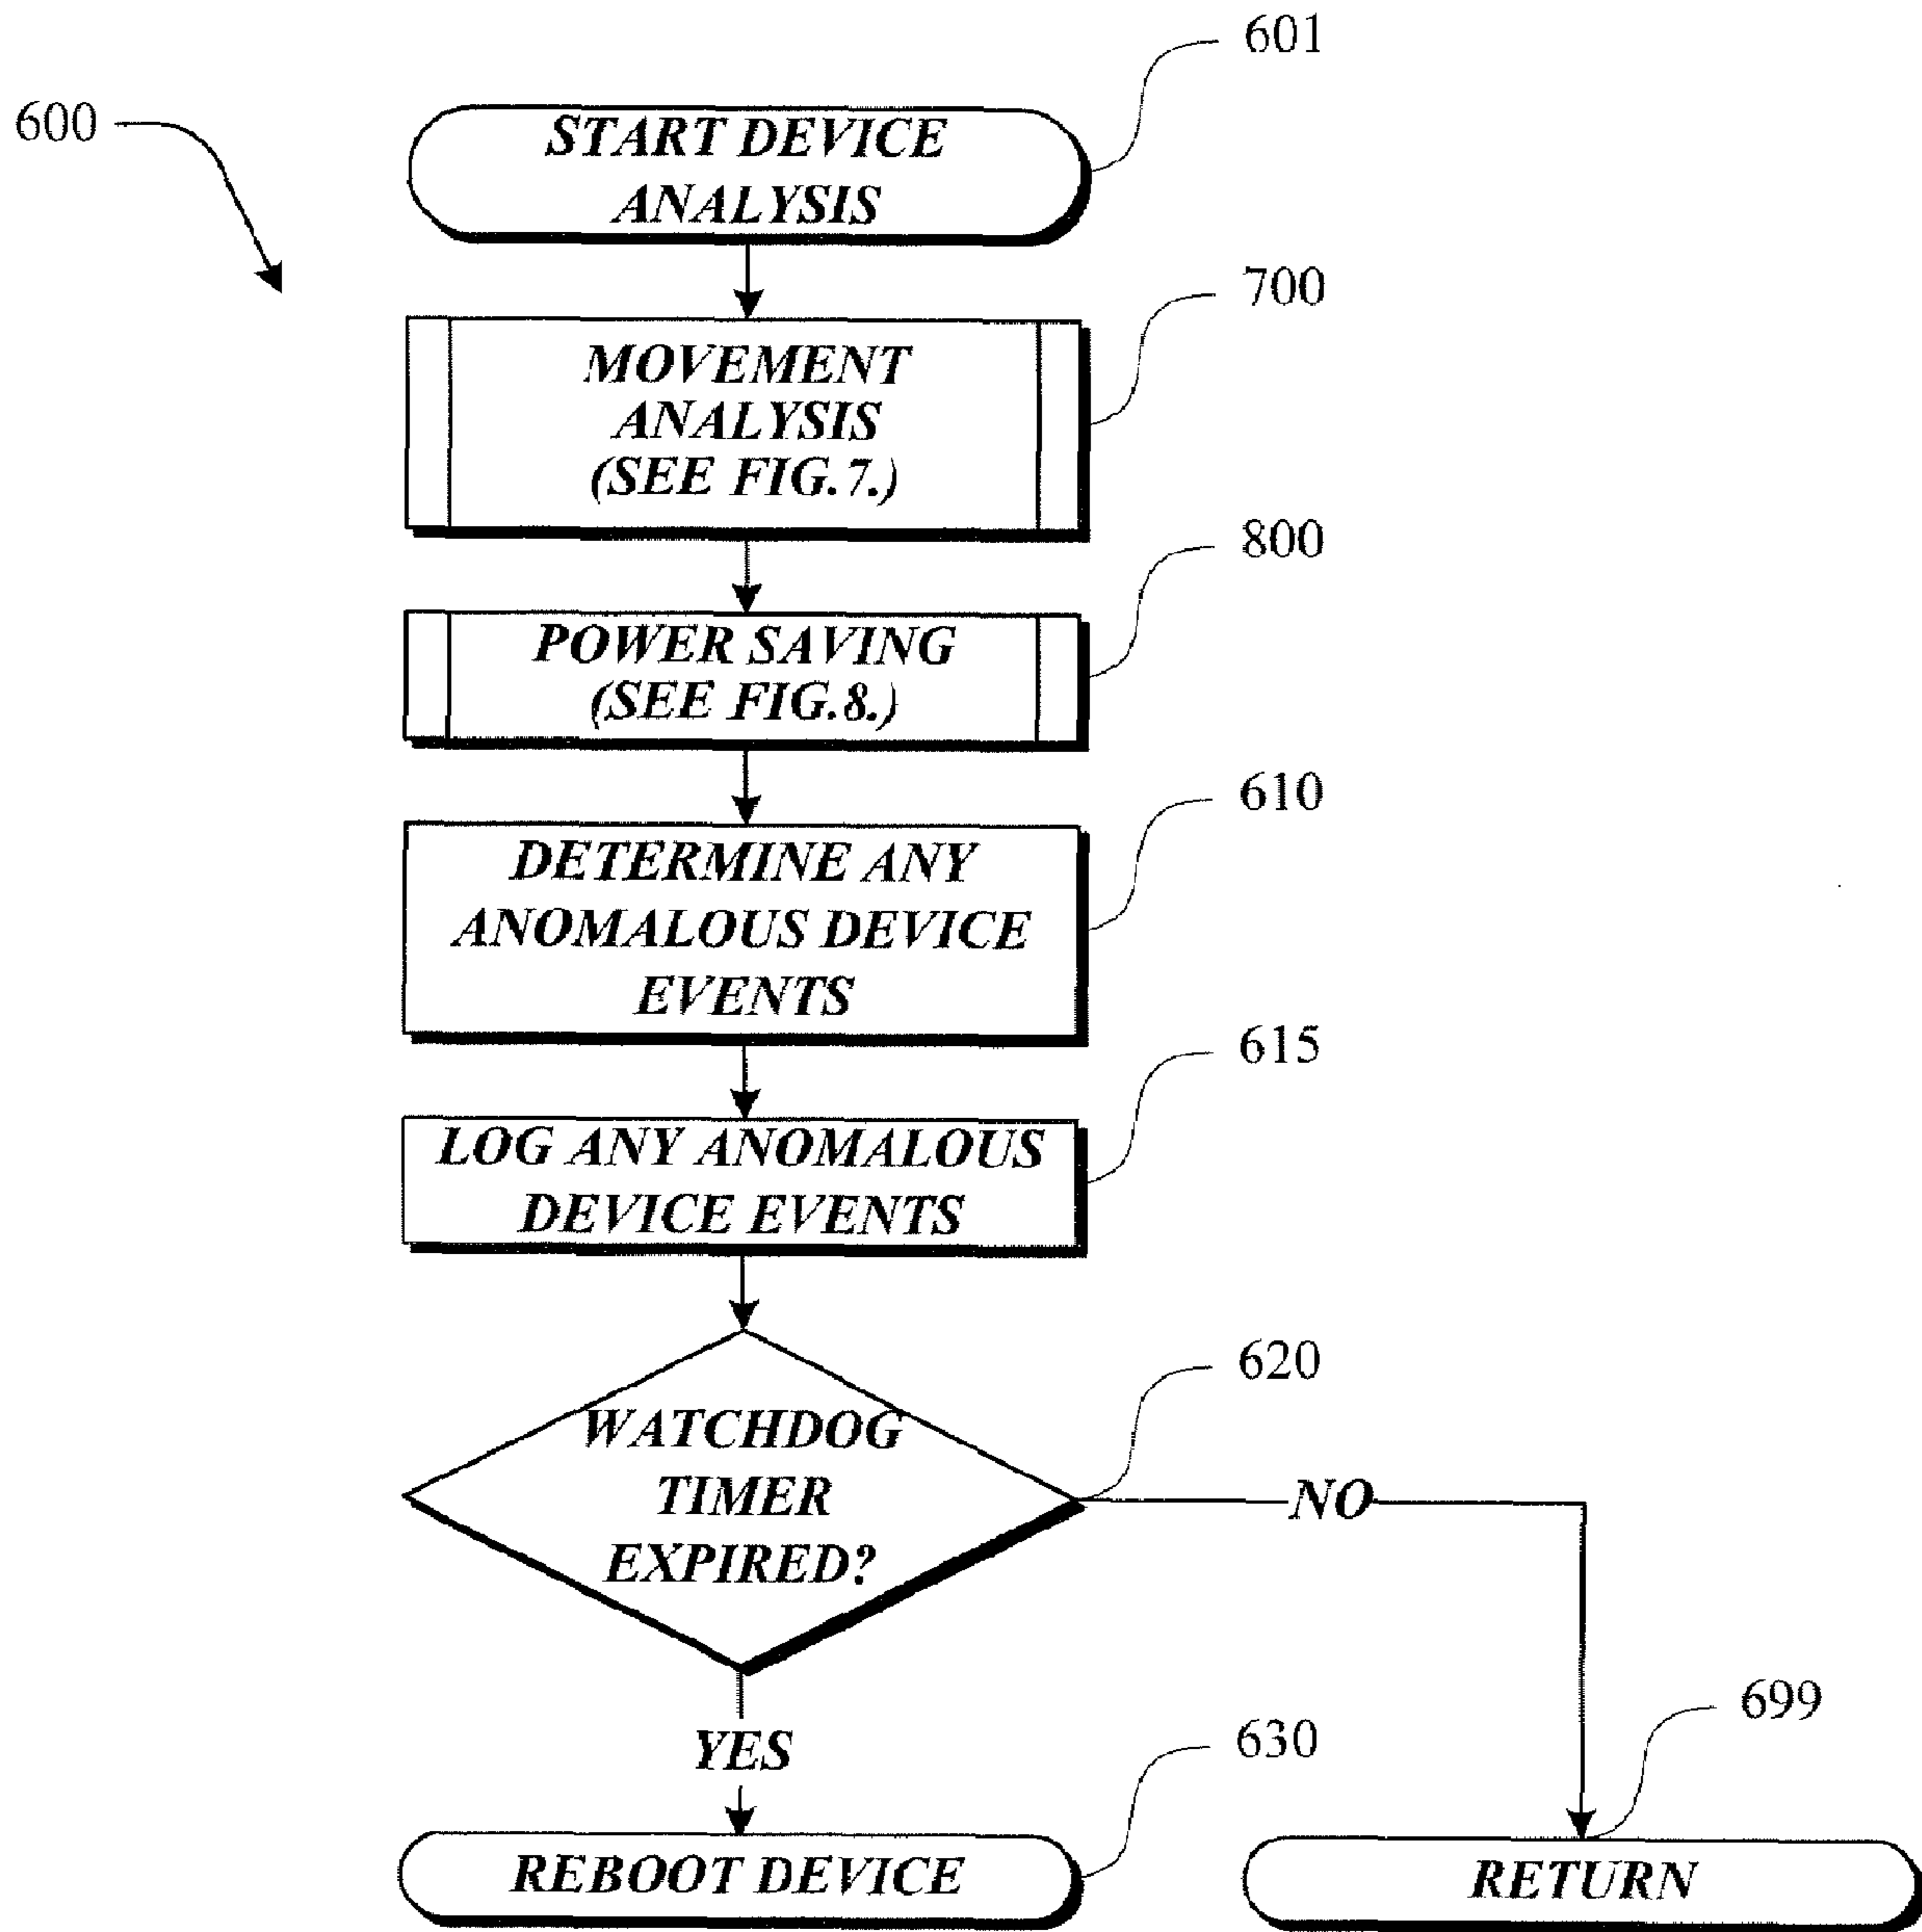 601
600
START DEVICE
ANALYSIS
700
MOVEMENT
ANALYSIS
(SEE FIG.7.)
800
POWER SAVING
(SEE FIG.8.)
610
DETERMINE ANY
ANOMALOUS DEVICE
EVENTS
615
LOG ANY ANOMALOUS
DEVICE EVENTS
620
WATCHDOG
TIMER
EXPIRED?
NO
699
YES
630
REBOOT DEVICE
RETURN